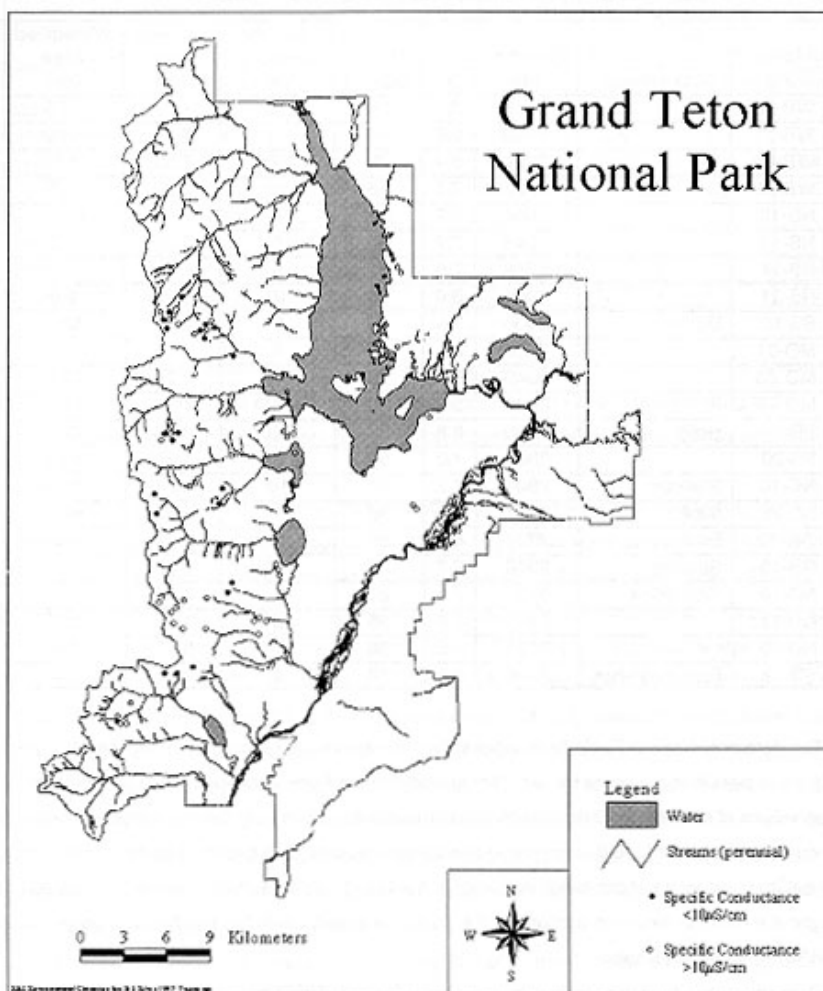 Grand Teton
National Park
Legend
Water
Streams (perennial)
Specific Conductance
<10µS/cm
Specific Conductance
>10µS/cm
N
W E
S
0 3 6 9 Kilometers